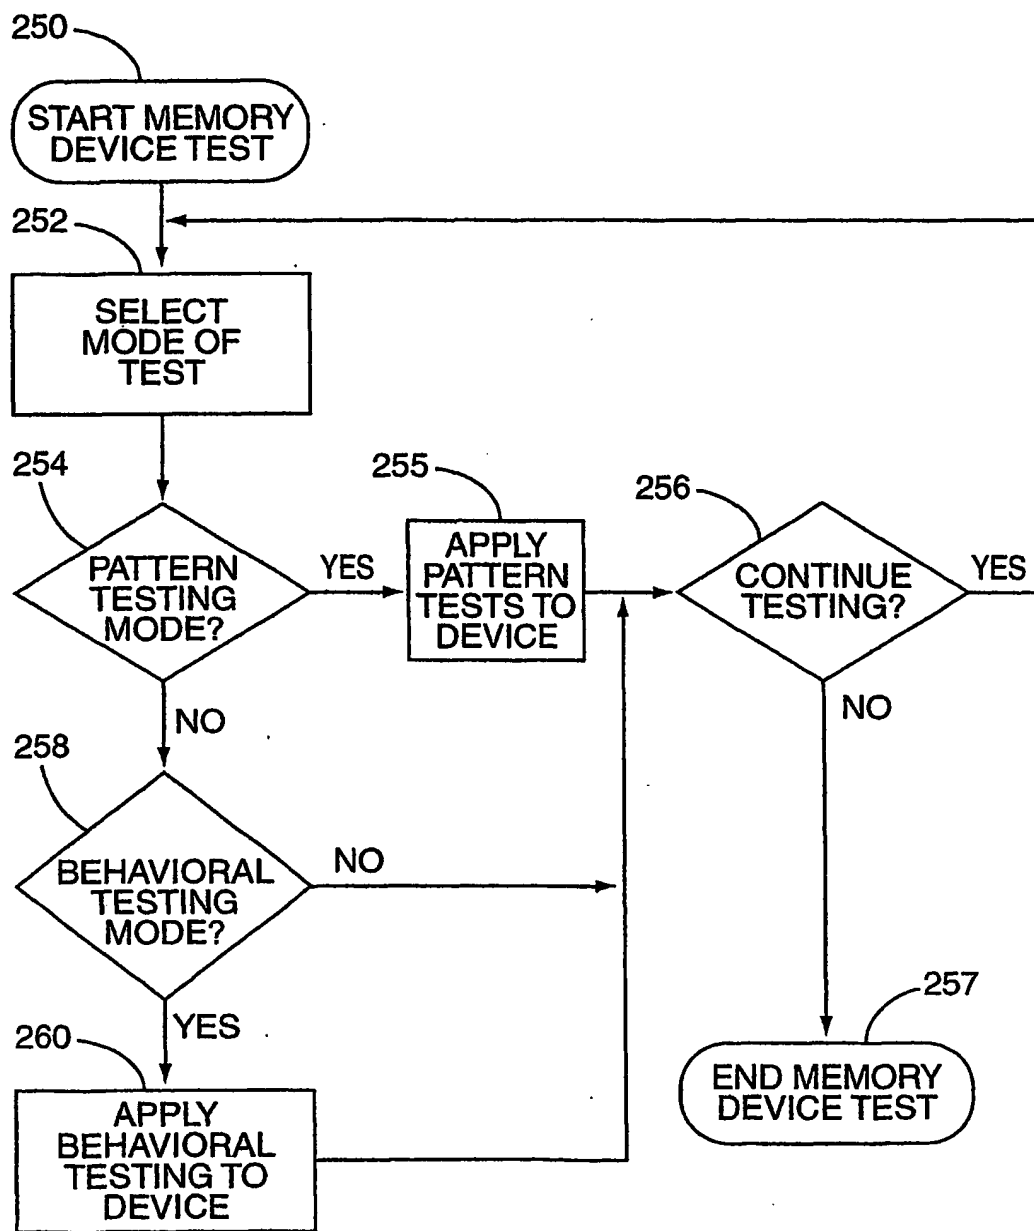 250
START MEMORY
DEVICE TEST
252
SELECT
MODE OF
TEST
254
PATTERN
TESTING
MODE?
YES
255
APPLY
PATTERN
TESTS TO
DEVICE
256
CONTINUE
TESTING?
YES
NO
NO
258
BEHAVIORAL
TESTING
MODE?
NO
YES
257
END MEMORY
DEVICE TEST
260
APPLY
BEHAVIORAL
TESTING TO
DEVICE